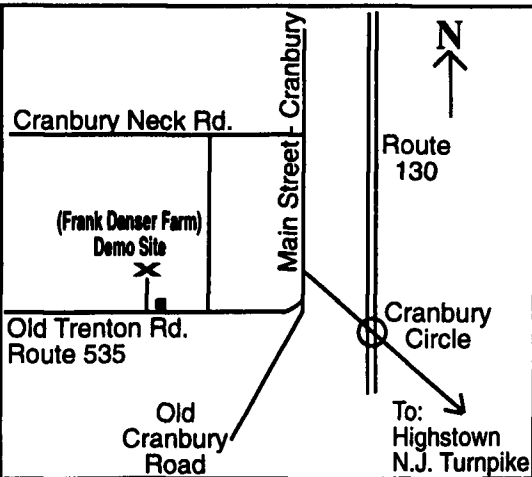 N
Cranbury Neck Rd.
Main Street - Cranbury
Route
130
(Frank Danser Farm)
Demo Site
X
Old Trenton Rd.
Route 535
Cranbury
Circle
Old
Cranbury
Road
To:
Highstown
N.J. Turnpike